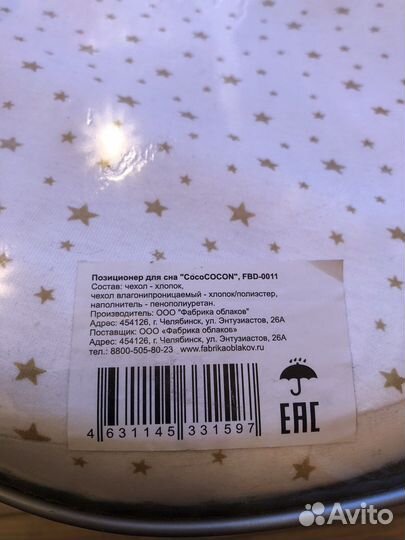 Позиционер для сна "CocoCOCON", FBD-0011
Состав: чехол - хлопок,
чехол влагонипроницаемый - хлопок/полиэстер,
наполнитель - пенополиуретан.
Производитель: ООО "Фабрика облаков"
Адрес: 454126, г. Челябинск, ул. Энтузиастов, 26А
Поставщик: ООО «Фабрика облаков»
Адрес: 454126, г. Челябинск, ул. Энтузиастов, 26А
тел.: 8800-505-80-23 www.fabrikaoblakov.ru
4 631145 331597
EAC
Avito